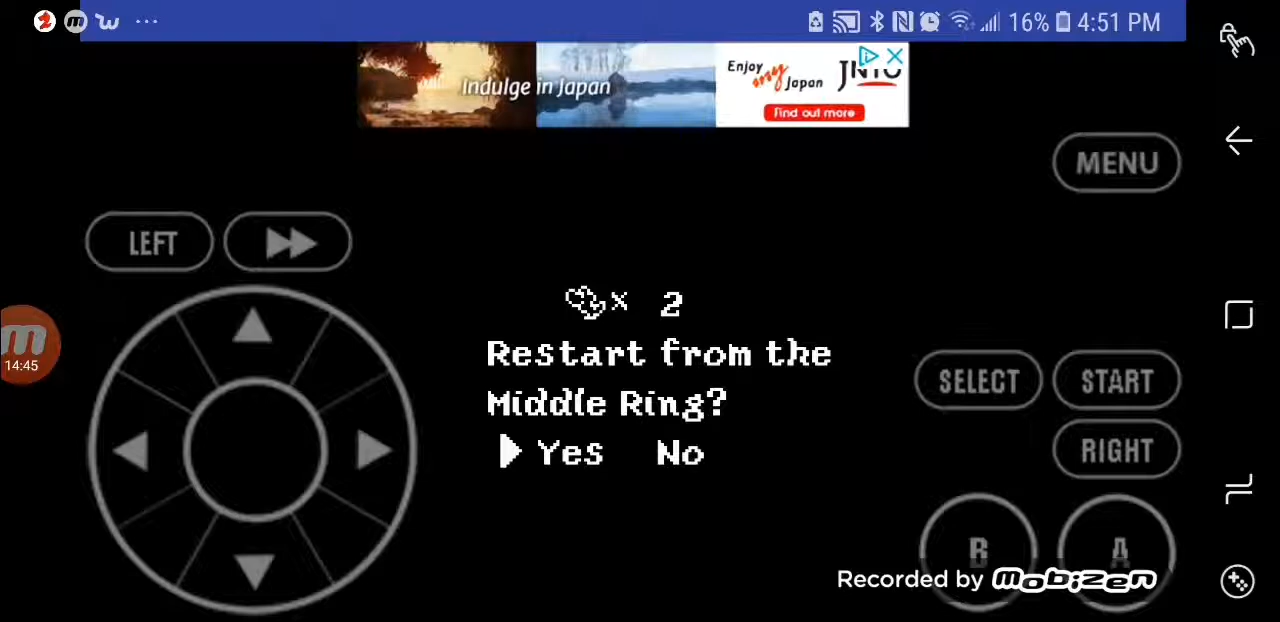 16% 4:51 PM
Indulge in Japan
Enjoy my Japan
JNTO
Find out more
MENU
LEFT
× 2
Restart from the
Middle Ring?
Yes No
SELECT START
RIGHT
B A
14:45
Recorded by Mobizen